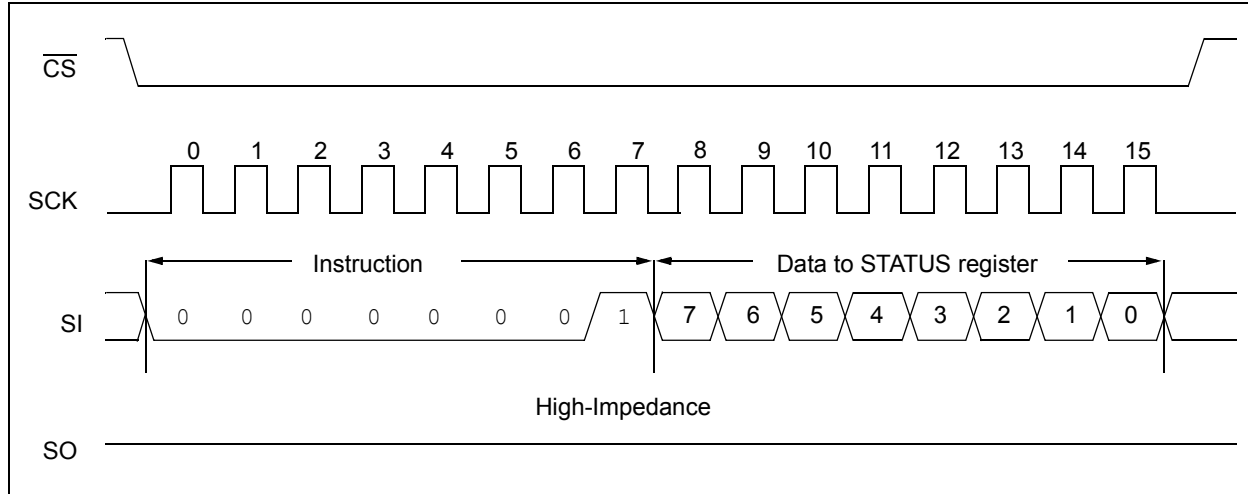 CS
0 1 2 3 4 5 6 7 8 9 10 11 12 13 14 15
SCK
Instruction Data to STATUS register
SI 0 0 0 0 0 0 0 1 7 6 5 4 3 2 1 0
High-Impedance
SO